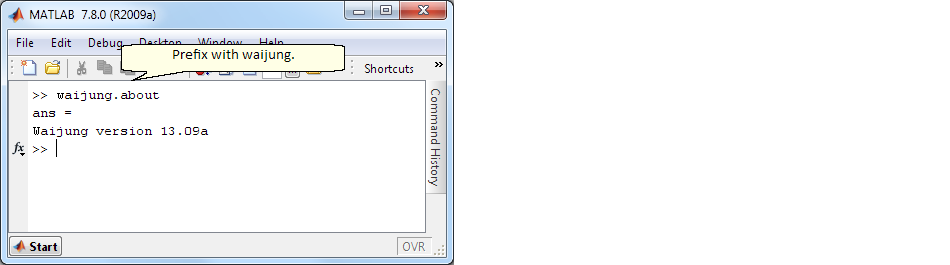 MATLAB 7.8.0 (R2009a)
File Edit Debug Desktop Window Help
Prefix with waijung.
Shortcuts »
>> waijung.about
ans =
Waijung version 13.09a
fx >>
Command History
Start
OVR